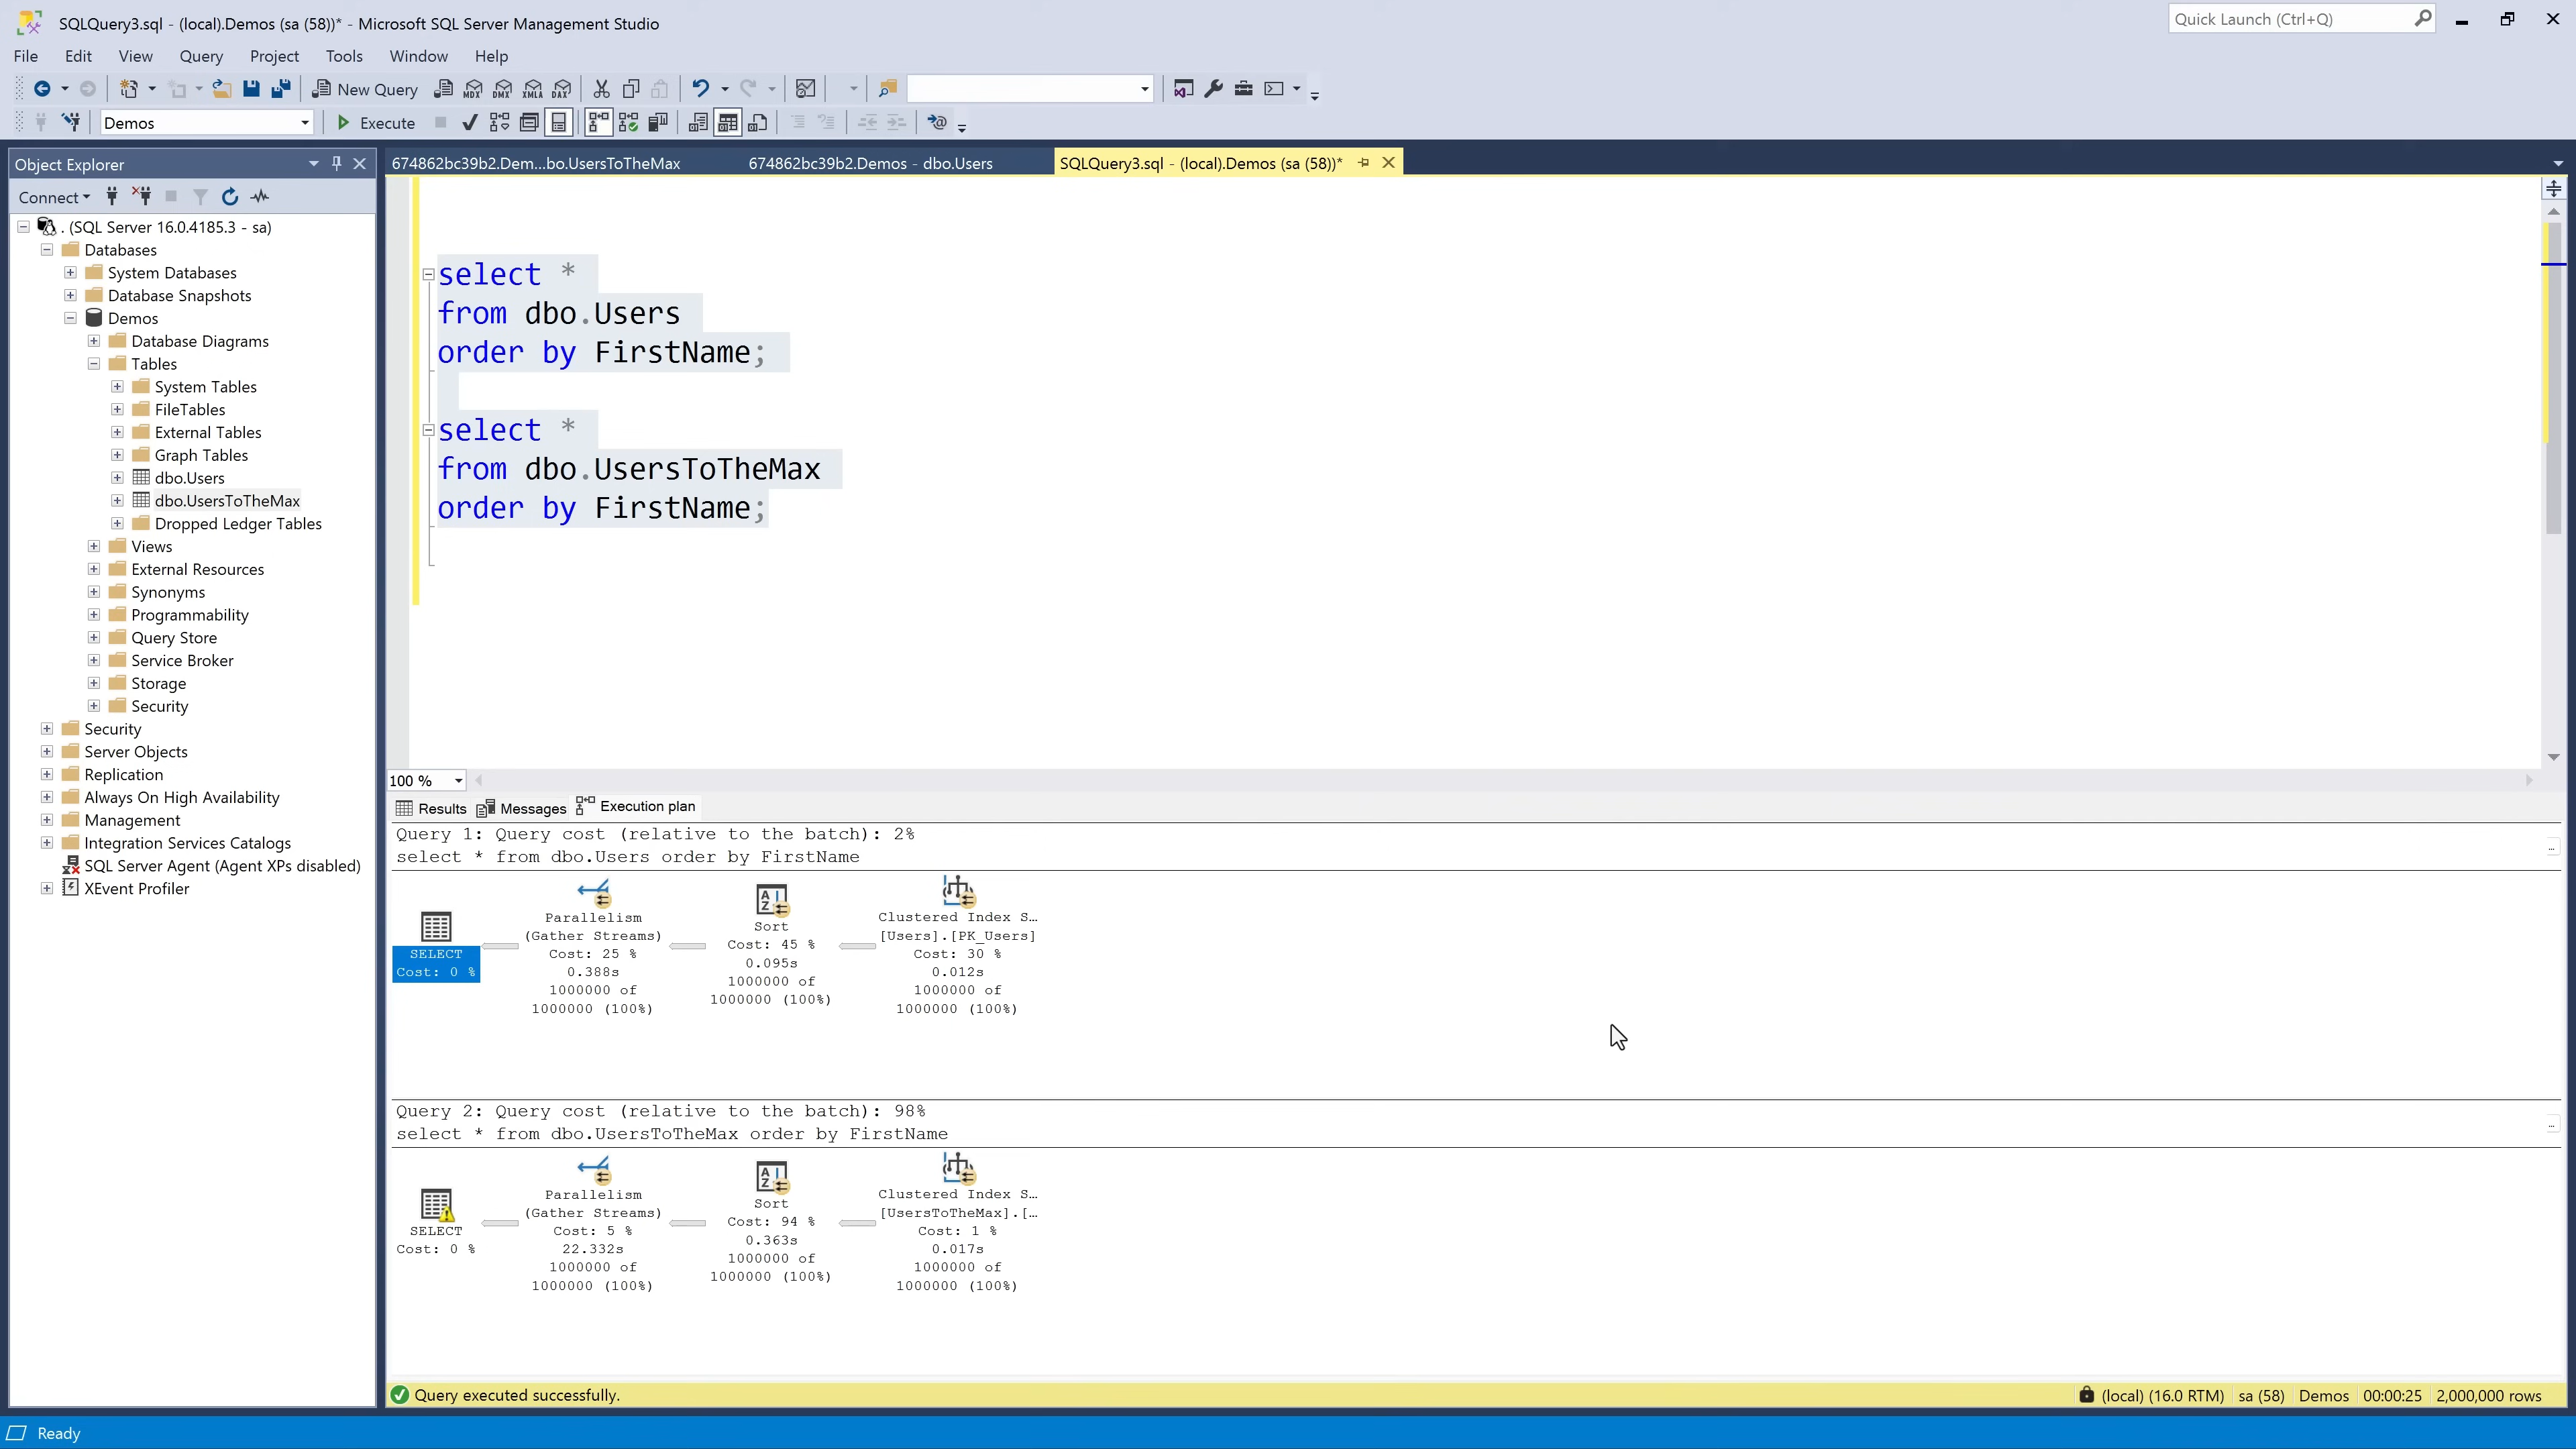 SQLQuery3.sql - (local).Demos (sa (58))* - Microsoft SQL Server Management Studio
Quick Launch (Ctrl+Q)
File Edit View Query Project Tools Window Help
New Query
MDX DMX XMLA DAX
Demos
Execute
Object Explorer
Connect
. (SQL Server 16.0.4185.3 - sa)
Databases
System Databases
Database Snapshots
Demos
Database Diagrams
Tables
System Tables
FileTables
External Tables
Graph Tables
dbo.Users
dbo.UsersToTheMax
Dropped Ledger Tables
Views
External Resources
Synonyms
Programmability
Query Store
Service Broker
Storage
Security
Security
Server Objects
Replication
Always On High Availability
Management
Integration Services Catalogs
SQL Server Agent (Agent XPs disabled)
XEvent Profiler
674862bc39b2.Dem...bo.UsersToTheMax
674862bc39b2.Demos - dbo.Users
SQLQuery3.sql - (local).Demos (sa (58))*
select *
from dbo.Users
order by FirstName;
select *
from dbo.UsersToTheMax
order by FirstName;
100 %
Results Messages Execution plan
Query 1: Query cost (relative to the batch): 2%
select * from dbo.Users order by FirstName
SELECT
Cost: 0 %
Parallelism
(Gather Streams)
Cost: 25 %
0.388s
1000000 of
1000000 (100%)
Sort
Cost: 45 %
0.095s
1000000 of
1000000 (100%)
Clustered Index S…
[Users].[PK_Users]
Cost: 30 %
0.012s
1000000 of
1000000 (100%)
Query 2: Query cost (relative to the batch): 98%
select * from dbo.UsersToTheMax order by FirstName
SELECT
Cost: 0 %
Parallelism
(Gather Streams)
Cost: 5 %
22.332s
1000000 of
1000000 (100%)
Sort
Cost: 94 %
0.363s
1000000 of
1000000 (100%)
Clustered Index S…
[UsersToTheMax].[…
Cost: 1 %
0.017s
1000000 of
1000000 (100%)
Query executed successfully.
(local) (16.0 RTM) sa (58) Demos 00:00:25 2,000,000 rows
Ready